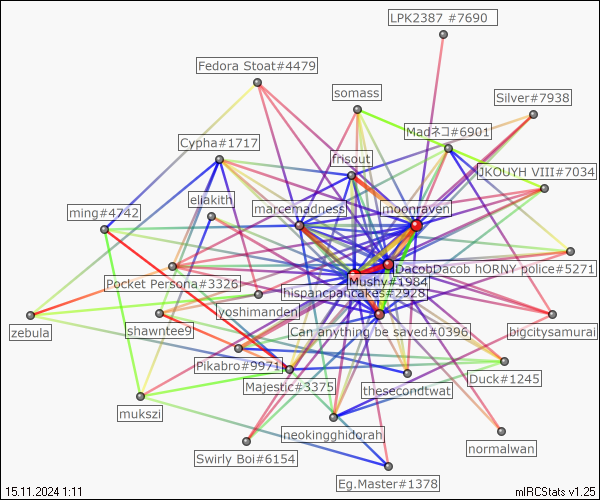 LPK2387 #7690
Fedora Stoat#4479
somass
Silver#7938
Madネコ#6901
Cypha#1717
frisout
JKOUYH VIII#7034
eliakith
marcemadness
moonraven
ming#4742
DacobDacob hORNY police#5271
Mushy#1984
Pocket Persona#3326
hispancpancakes#2928
yoshimanden
zebula
shawntee9
Can anything be saved#0396
bigcitysamurai
Pikabro#9971
Majestic#3375
thesecondtwat
Duck#1245
mukszi
neokingghidorah
normalwan
Swirly Boi#6154
Eg.Master#1378
15.11.2024 1:11
mIRCStats v1.25